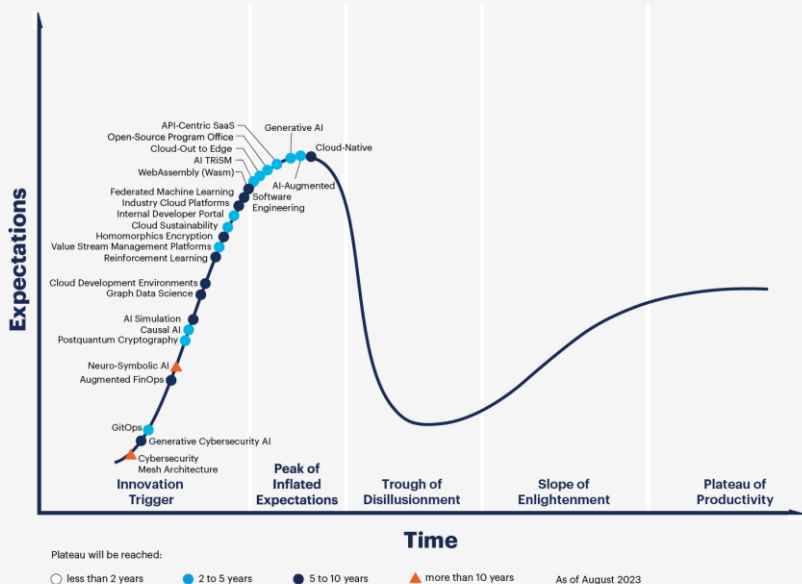 API-Centric SaaS
Generative AI
Open-Source Program Office
Cloud-Out to Edge
Cloud-Native
AI TRiSM
WebAssembly (Wasm)
AI-Augmented
Software
Engineering
Federated Machine Learning
Industry Cloud Platforms
Internal Developer Portal
Cloud Sustainability
Homomorphics Encryption
Value Stream Management Platforms
Reinforcement Learning
Cloud Development Environments
Graph Data Science
AI Simulation
Causal AI
Postquantum Cryptography
Neuro-Symbolic AI
Augmented FinOps
GitOps
Generative Cybersecurity AI
Cybersecurity
Mesh Architecture
Expectations
Innovation
Trigger
Peak of
Inflated
Expectations
Trough of
Disillusionment
Slope of
Enlightenment
Plateau of
Productivity
Time
Plateau will be reached:
less than 2 years
2 to 5 years
5 to 10 years
more than 10 years
As of August 2023